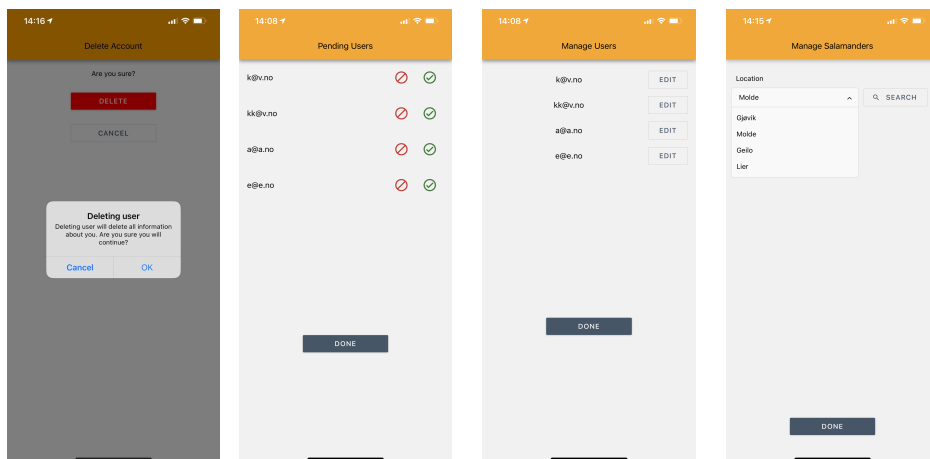 14:16
Delete Account
Are you sure?
DELETE
CANCEL
Deleting user
Deleting user will delete all information
about you. Are you sure you will
continue?
Cancel OK
14:08
Pending Users
k@v.no
kk@v.no
a@a.no
e@e.no
DONE
14:08
Manage Users
k@v.no EDIT
kk@v.no EDIT
a@a.no EDIT
e@e.no EDIT
DONE
14:15
Manage Salamanders
Location
Molde SEARCH
Gjøvik
Molde
Geilo
Lier
DONE